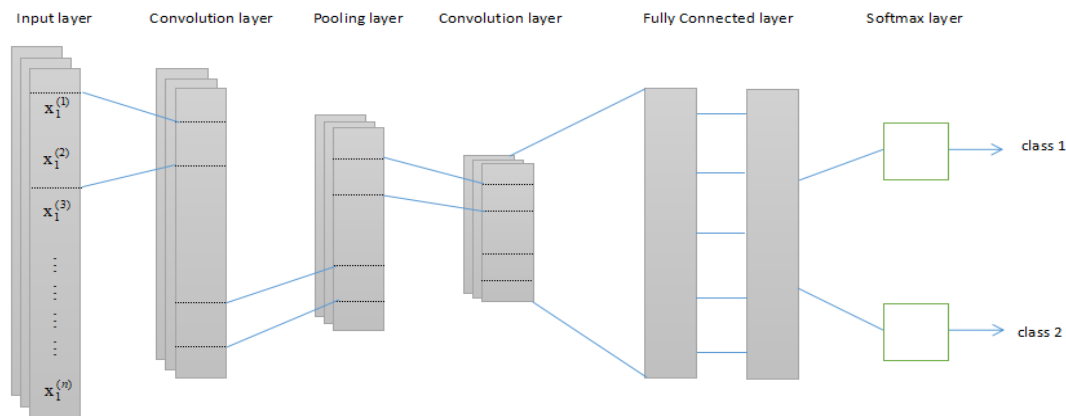 Input layer
Convolution layer
Pooling layer
Convolution layer
Fully Connected layer
Softmax layer
x₁⁽¹⁾
x₁⁽²⁾
x₁⁽³⁾
⋮
⋮
⋮
⋮
x₁⁽ⁿ⁾
class 1
class 2